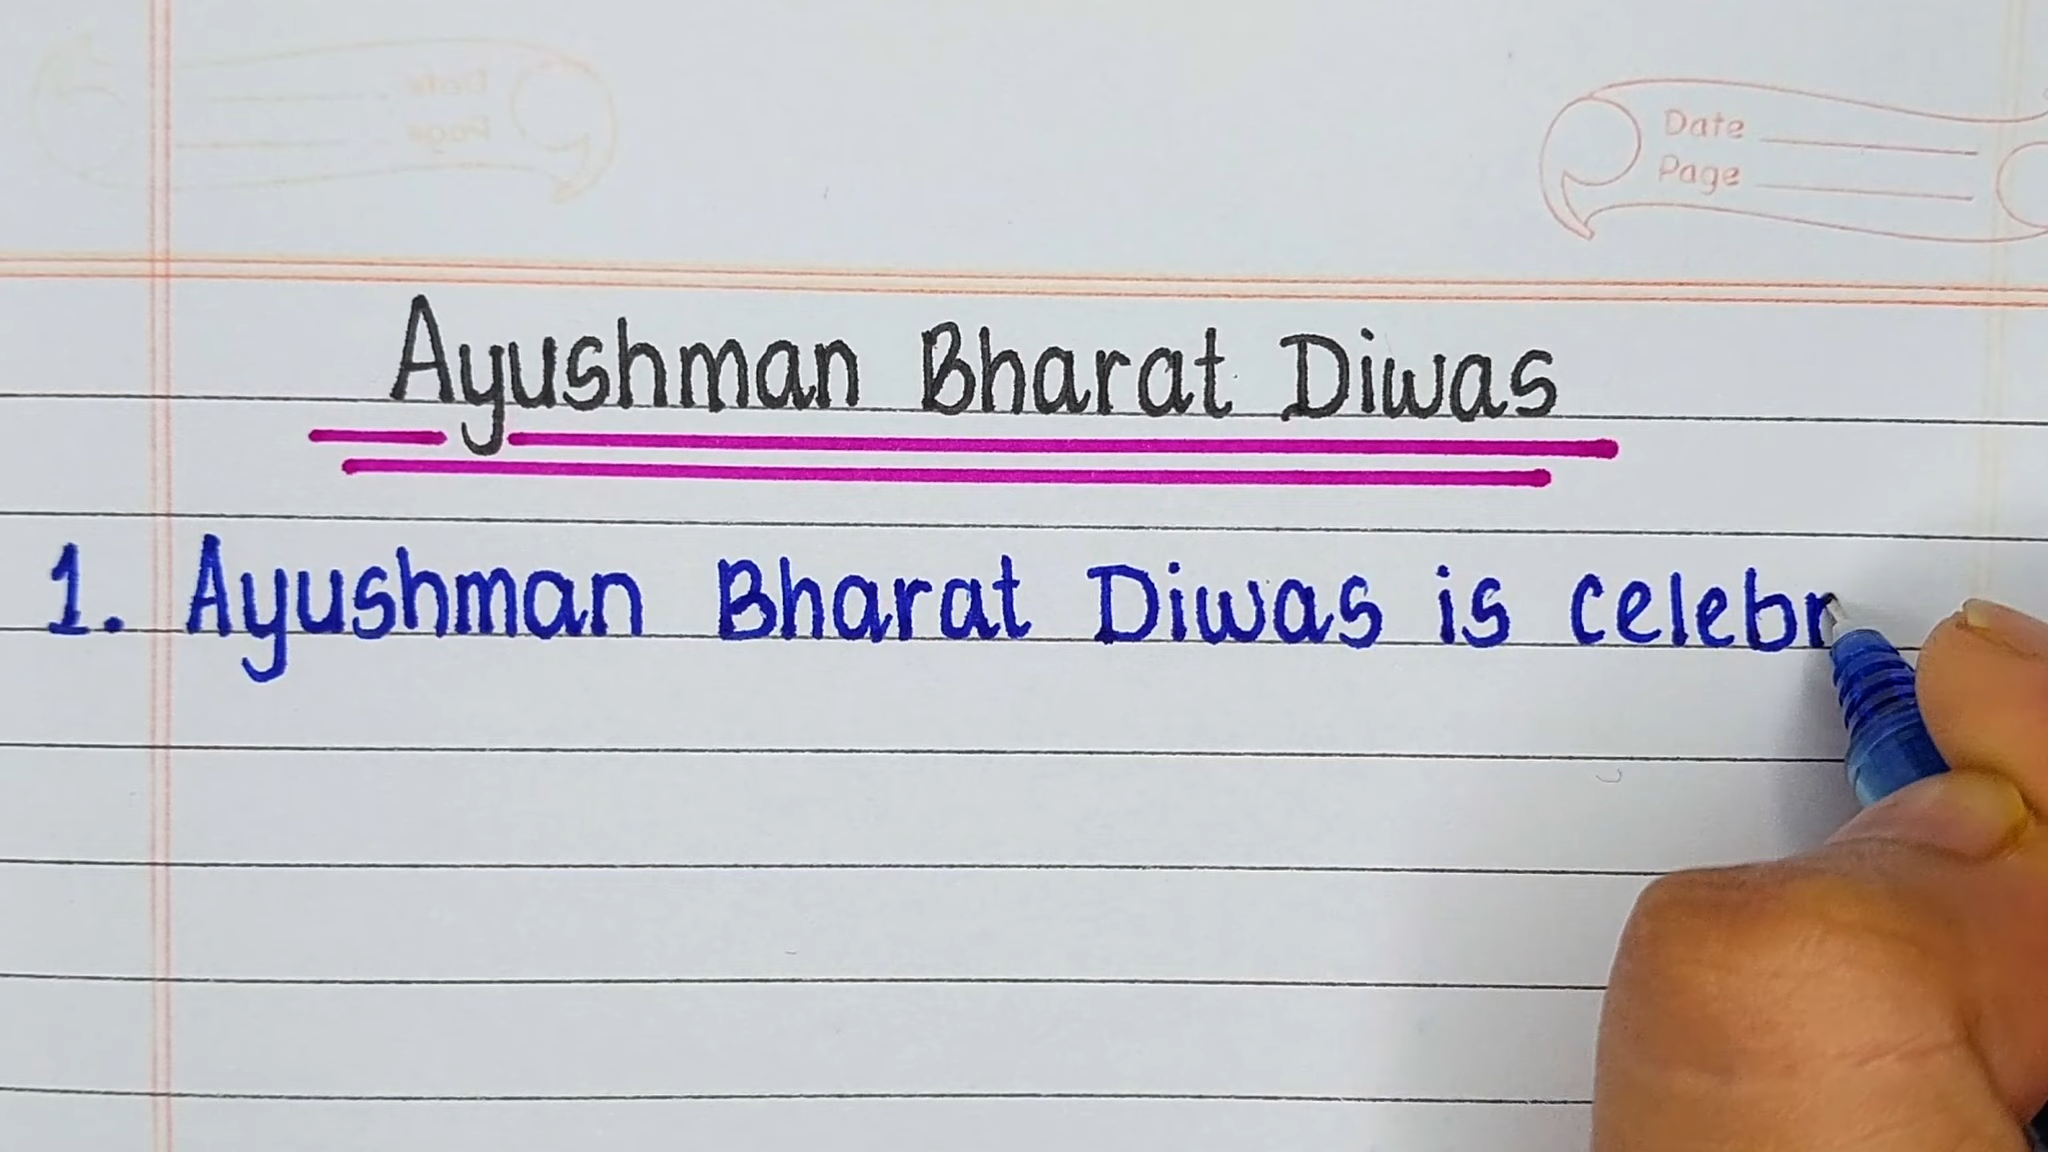 Date
Page
Ayushman Bharat Diwas
1. Ayushman Bharat Diwas is celebr